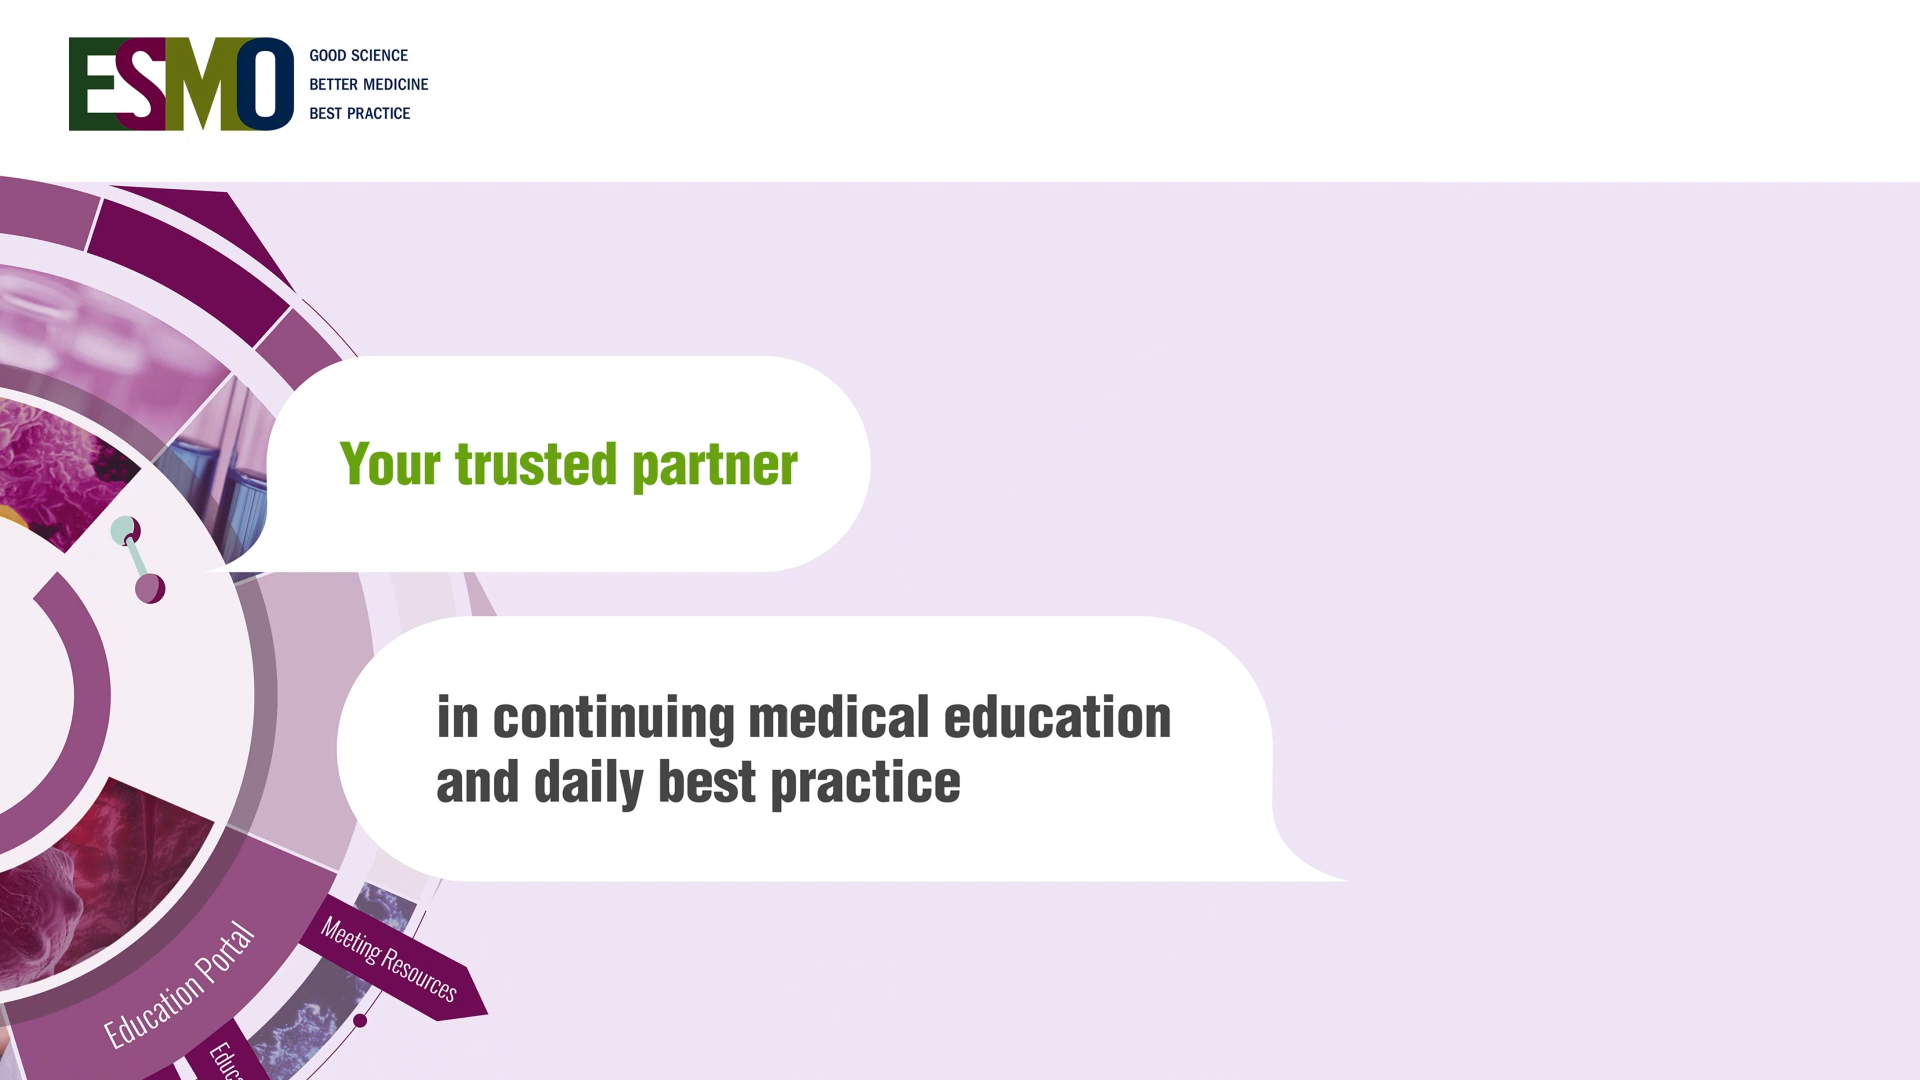 ESMO
GOOD SCIENCE
BETTER MEDICINE
BEST PRACTICE
Your trusted partner
in continuing medical education
and daily best practice
Meeting Resources
Education Portal